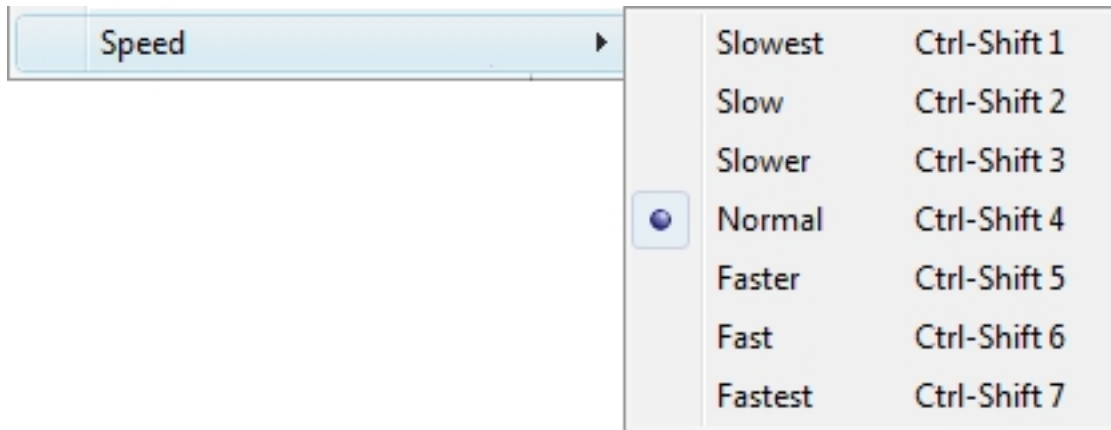 Speed
Slowest Ctrl-Shift 1
Slow Ctrl-Shift 2
Slower Ctrl-Shift 3
Normal Ctrl-Shift 4
Faster Ctrl-Shift 5
Fast Ctrl-Shift 6
Fastest Ctrl-Shift 7